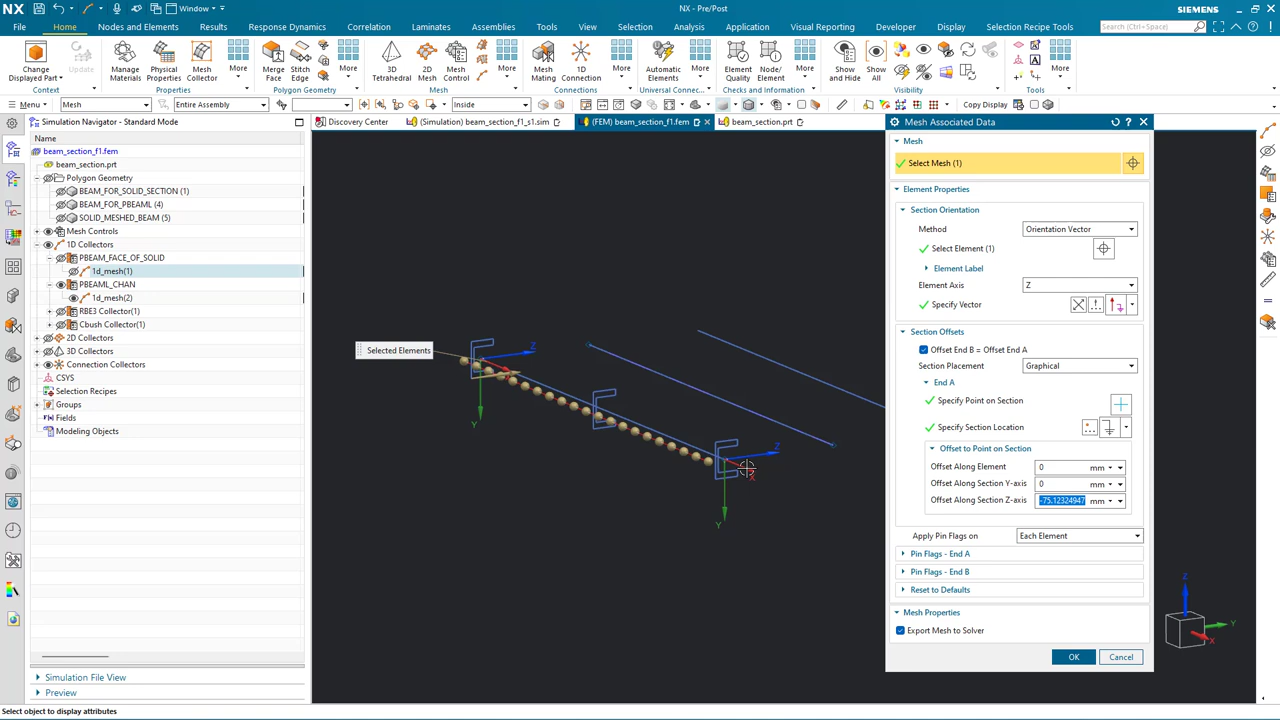 NX
Window
NX - Pre/Post
SIEMENS
File
Home
Nodes and Elements
Results
Response Dynamics
Correlation
Laminates
Assemblies
Tools
Selection
Analysis
Application
Manual Variability
Developer
Selection Recipe Tools
Search (Ctrl+Space)
Change Displayed Part
Update
Manage Materials
Physical Properties
Mesh Collector
More
Merge Face
Stitch Edge
More
3D Tetrahedral
2D Mesh
Mesh Control
More
Mesh Mating
1D Connection
More
Automatic Elements
Element Quality
Node/Element
More
Show and Hide
Show All
More
Context
Properties
Polygon Geometry
Mesh
Connections
Universal Connec...
Checks and Information
Visibility
Tools
Menu
Mesh
Entire Assembly
Inside
Copy Display
Simulation Navigator - Standard Mode
Discovery Center
(Simulation) beam_section_f1_s1.sim
(FEM) beam_section_f1.fem
beam_section.prt
Name
beam_section_f1.fem
beam_section.prt
Polygon Geometry
BEAM_FOR_SOLID_SECTION (1)
BEAM_FOR_PBEAML (4)
SOLID_MESHED_BEAM (5)
Mesh Controls
1D Collectors
PBEAM_FACE_OF_SOLID
1d_mesh(1)
PBEAML_CHAN
1d_mesh(2)
RBE3 Collector(1)
Cbush Collector(1)
2D Collectors
3D Collectors
Connection Collectors
CSYS
Selection Recipes
Groups
Fields
Modeling Objects
Simulation File View
Preview
Select object to display attributes
Selected Elements
Z
Y
Z
X
Y
Mesh Associated Data
Mesh
Select Mesh (1)
Element Properties
Section Orientation
Method
Orientation Vector
Select Element (1)
Element Label
Element Axis
Z
Specify Vector
Section Offsets
Offset End B = Offset End A
Section Placement
Graphical
End A
Specify Point on Section
Specify Section Location
Offset to Point on Section
Offset Along Element
0 mm
Offset Along Section Y-axis
0 mm
Offset Along Section Z-axis
-75.12324947 mm
Apply Pin Flags on
Each Element
Pin Flags - End A
Pin Flags - End B
Reset to Defaults
Mesh Properties
Export Mesh to Solver
OK
Cancel
Z
Y
X